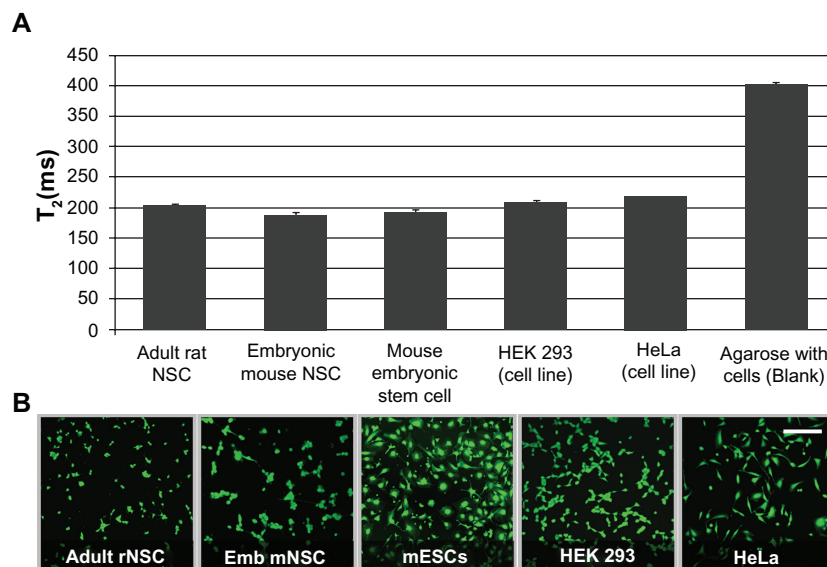 A
T2(ms)
450
400
350
300
250
200
150
100
50
0
Adult rat
NSC
Embryonic
mouse NSC
Mouse
embryonic
stem cell
HEK 293
(cell line)
HeLa
(cell line)
Agarose with
cells (Blank)
B
Adult rNSC
Emb mNSC
mESCs
HEK 293
HeLa